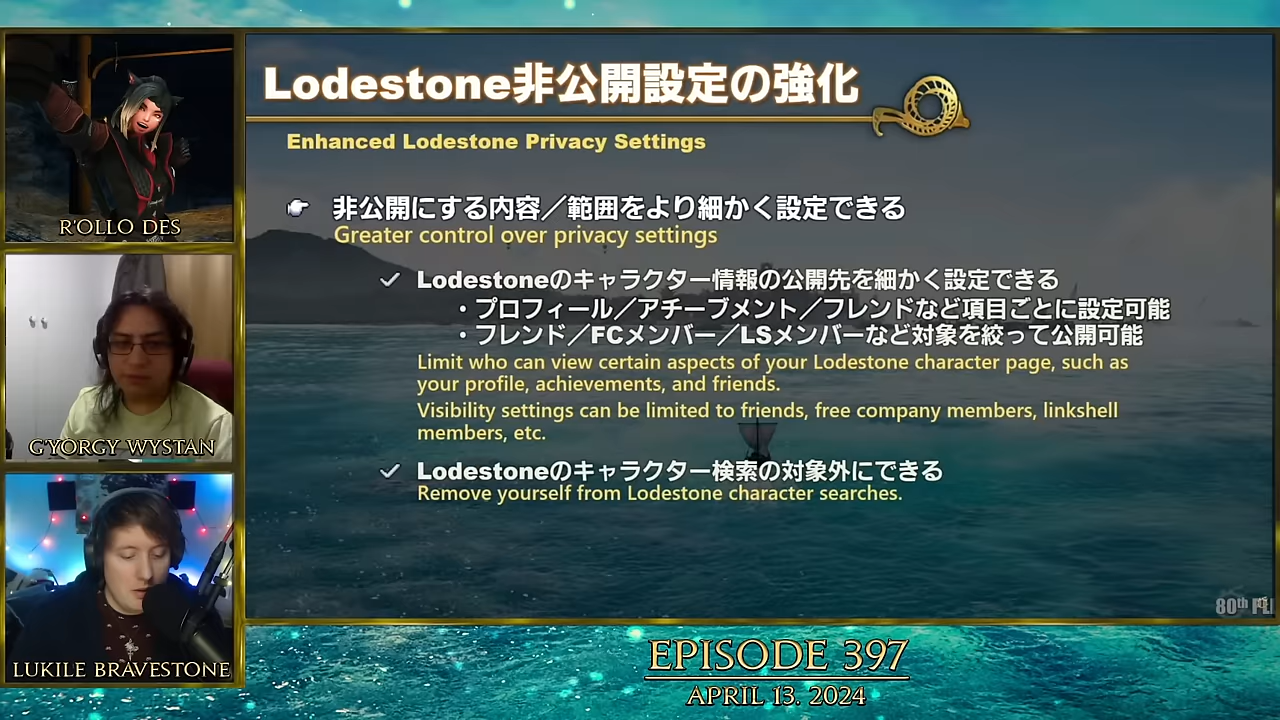 R'OLLO DES
G'YORGY WYSTAN
LUKILE BRAVESTONE
Lodestone非公開設定の強化
Enhanced Lodestone Privacy Settings
非公開にする内容／範囲をより細かく設定できる
Greater control over privacy settings
Lodestoneのキャラクター情報の公開先を細かく設定できる
・プロフィール／アチーブメント／フレンドなど項目ごとに設定可能
・フレンド／FCメンバー／LSメンバーなど対象を絞って公開可能
Limit who can view certain aspects of your Lodestone character page, such as
your profile, achievements, and friends.
Visibility settings can be limited to friends, free company members, linkshell
members, etc.
Lodestoneのキャラクター検索の対象外にできる
Remove yourself from Lodestone character searches.
80th
EPISODE 397
APRIL 13. 2024